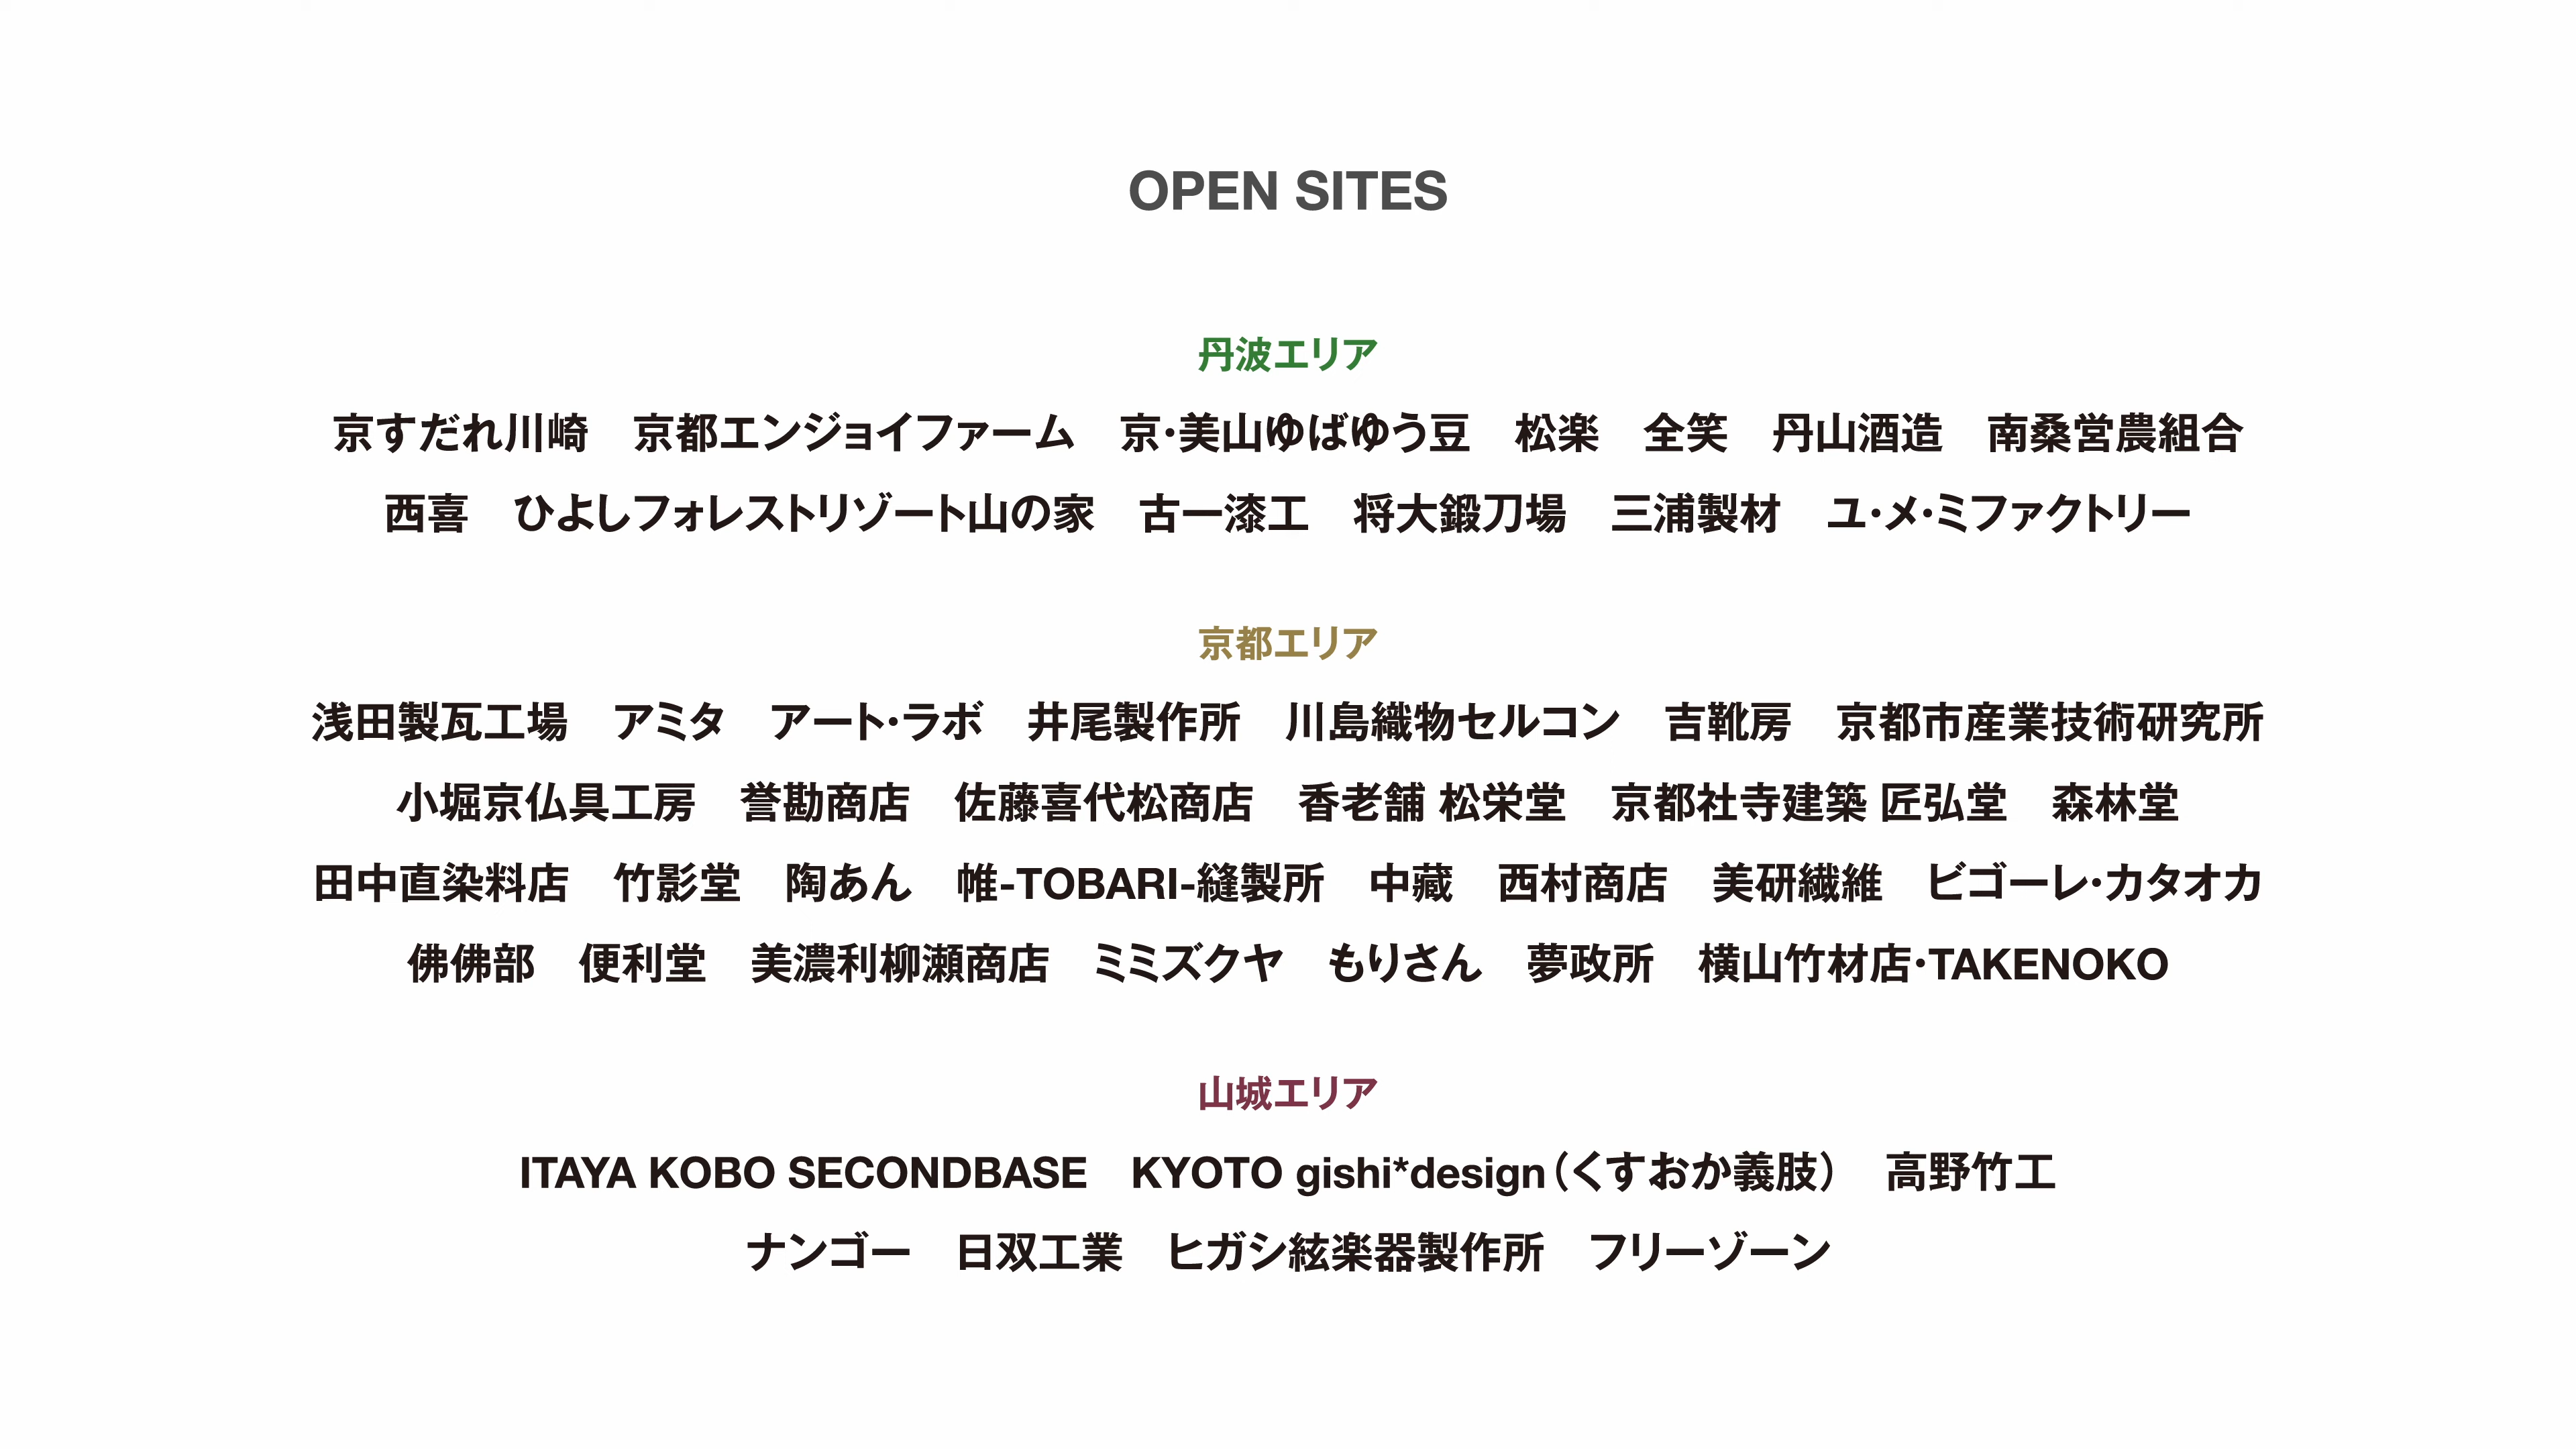 OPEN SITES
丹波エリア
京すだれ川崎　京都エンジョイファーム　京・美山ゆばゆう豆　松楽　全笑　丹山酒造　南桑営農組合
西喜　ひよしフォレストリゾート山の家　古一漆工　将大鍛刀場　三浦製材　ユ・メ・ミファクトリー
京都エリア
浅田製瓦工場　アミタ　アート・ラボ　井尾製作所　川島織物セルコン　吉靴房　京都市産業技術研究所
小堀京仏具工房　誉勘商店　佐藤喜代松商店　香老舗 松栄堂　京都社寺建築 匠弘堂　森林堂
田中直染料店　竹影堂　陶あん　帷-TOBARI-縫製所　中藏　西村商店　美研繊維　ビゴーレ・カタオカ
佛佛部　便利堂　美濃利柳瀬商店　ミミズクヤ　もりさん　夢政所　横山竹材店・TAKENOKO
山城エリア
ITAYA KOBO SECONDBASE　KYOTO gishi*design（くすおか義肢）　高野竹工
ナンゴー　日双工業　ヒガシ絃楽器製作所　フリーゾーン